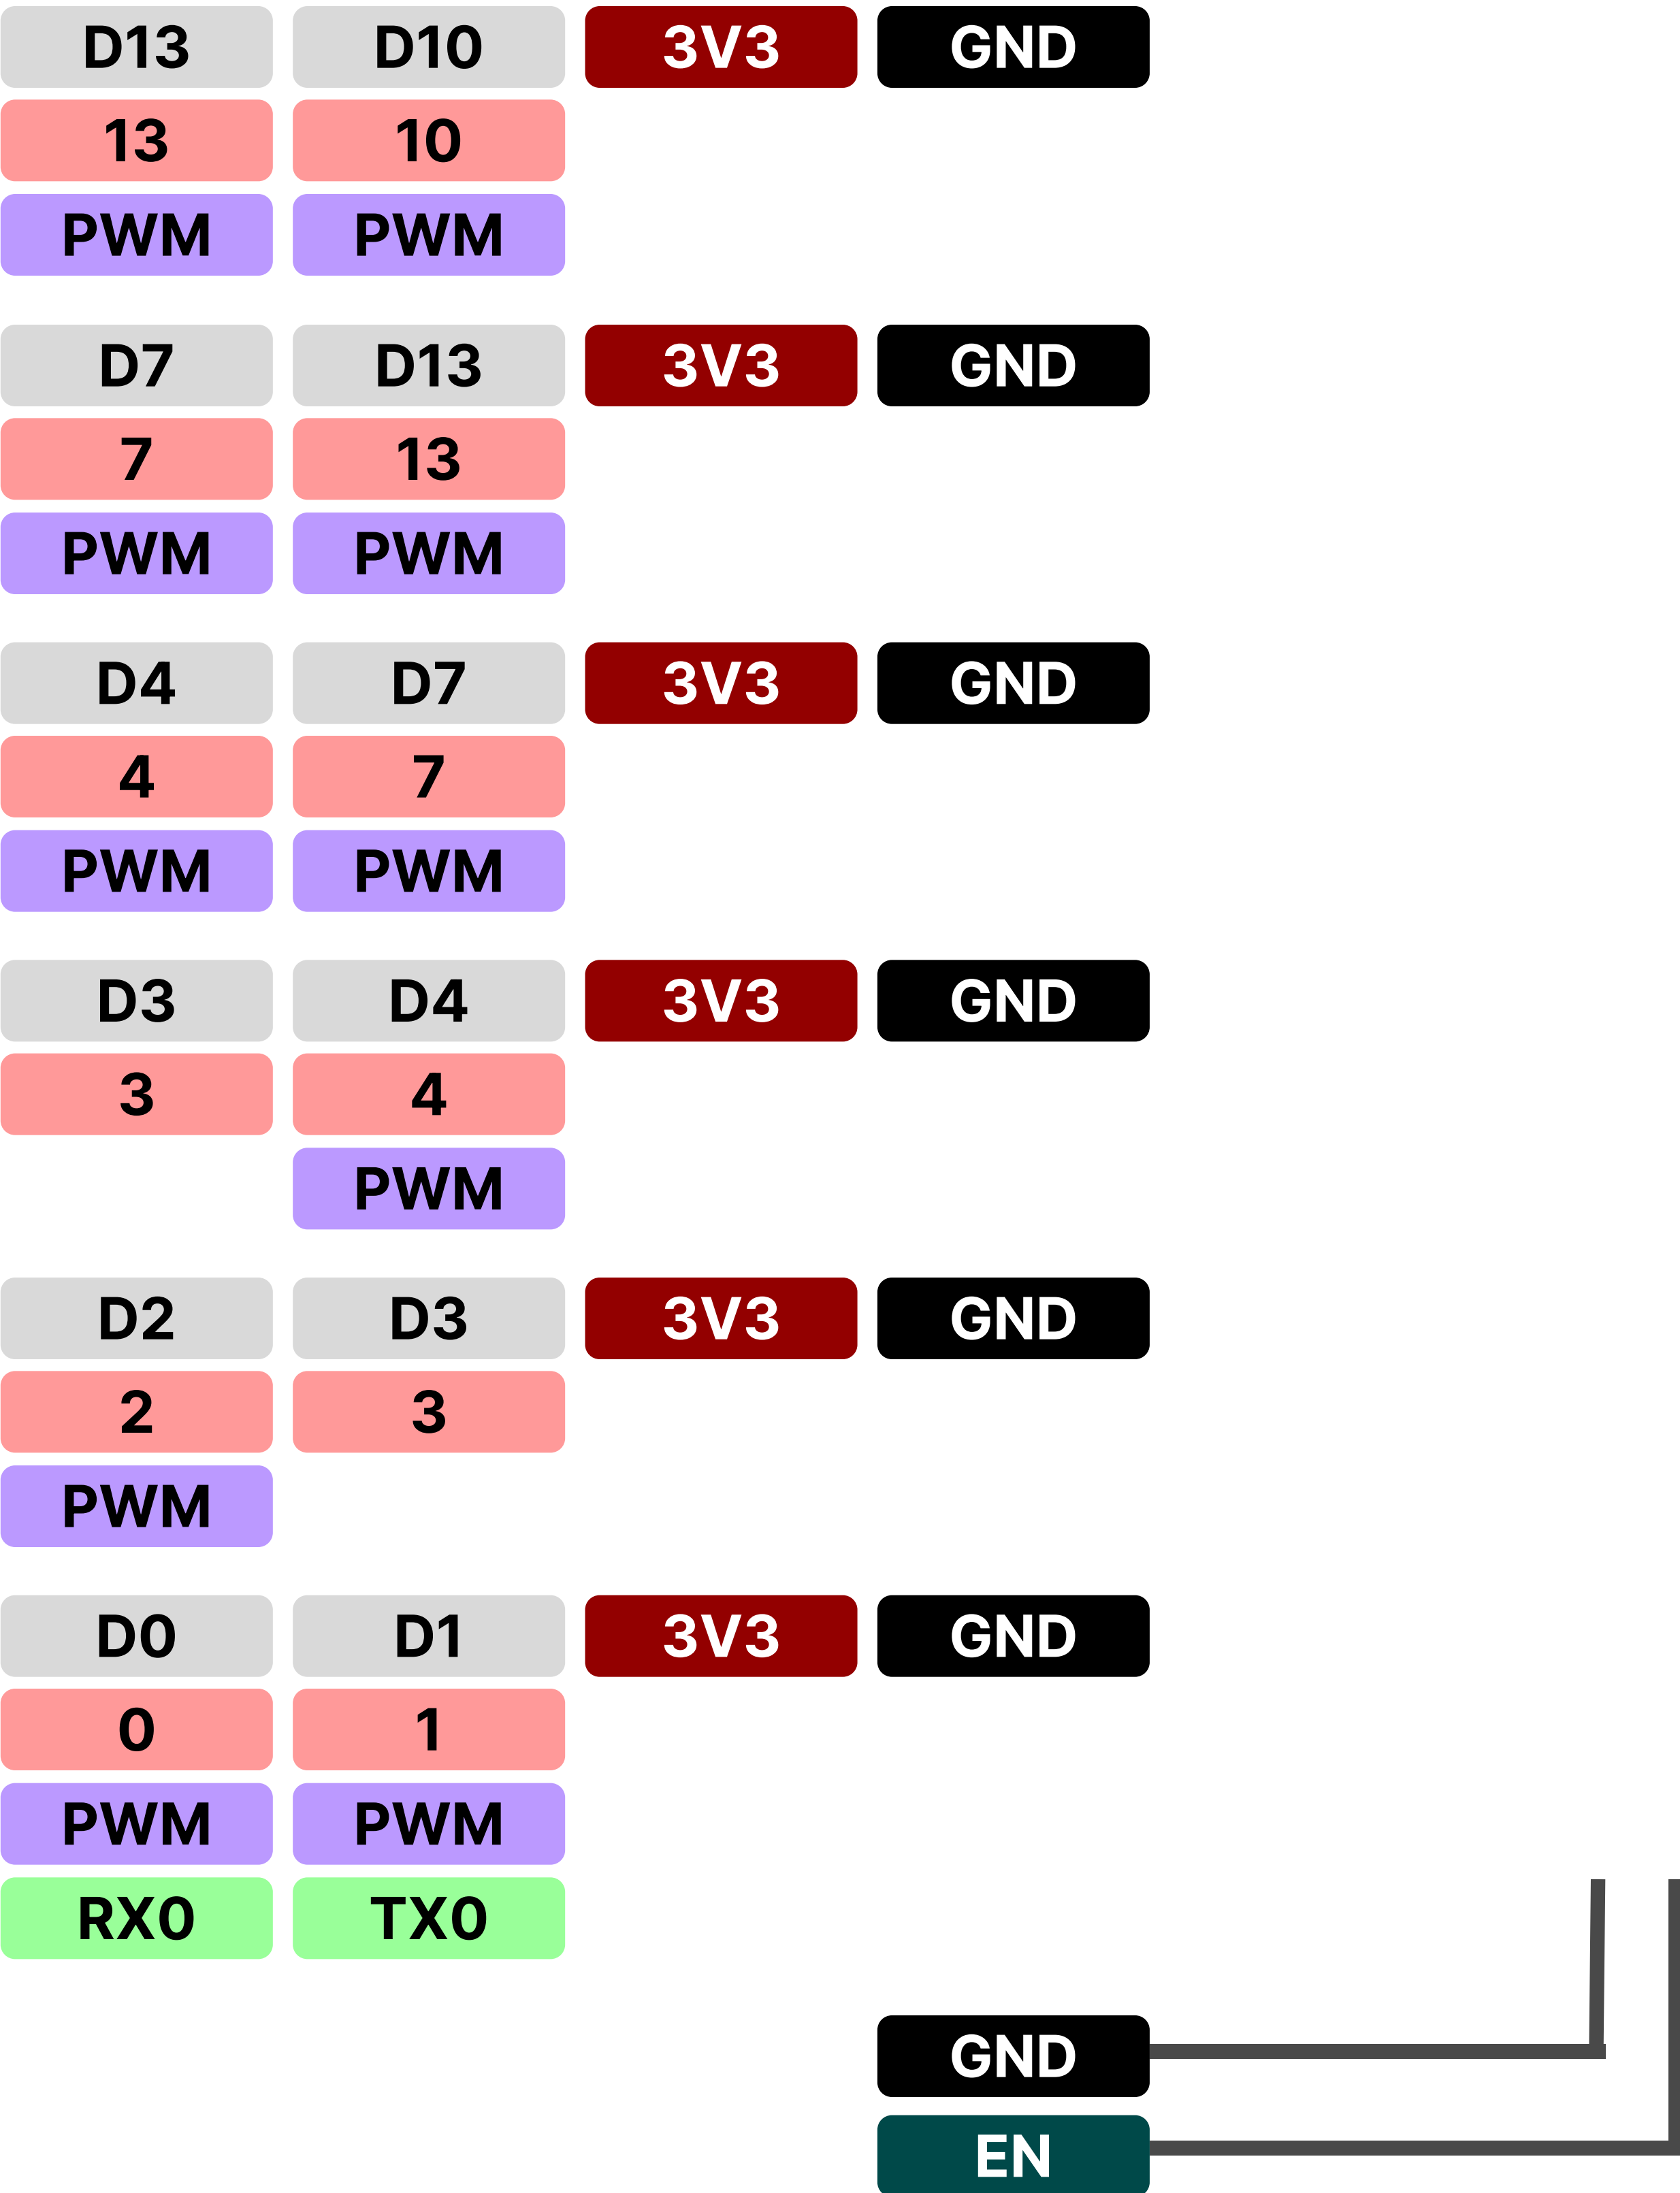 D13 D10 3V3 GND
13 10
PWM PWM
D7 D13 3V3 GND
7 13
PWM PWM
D4 D7 3V3 GND
4 7
PWM PWM
D3 D4 3V3 GND
3 4
PWM
D2 D3 3V3 GND
2 3
PWM
D0 D1 3V3 GND
0 1
PWM PWM
RX0 TX0
GND
EN